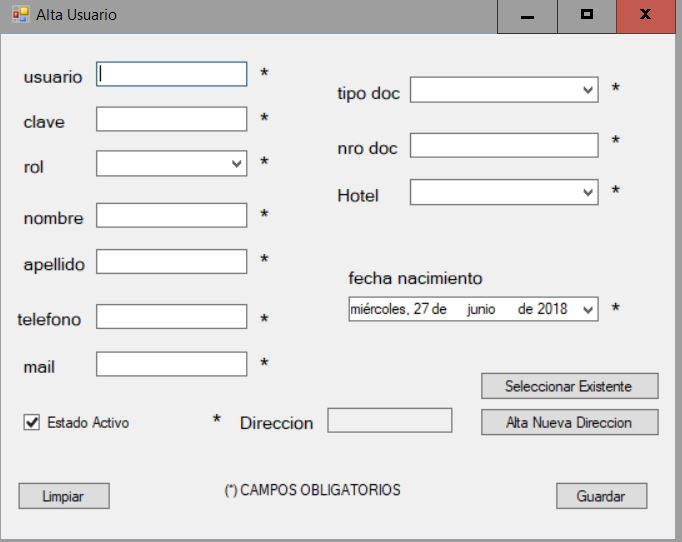 Alta Usuario
usuario *
clave *
rol *
nombre *
apellido *
telefono *
mail *
tipo doc *
nro doc *
Hotel *
fecha nacimiento
miércoles, 27 de junio de 2018 *
Seleccionar Existente
Estado Activo * Direccion Alta Nueva Direccion
Limpiar (*) CAMPOS OBLIGATORIOS Guardar